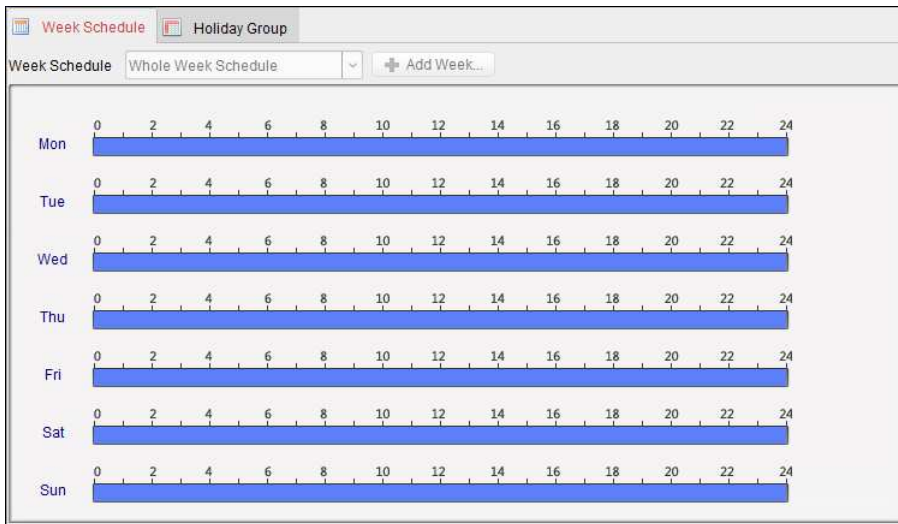 Week Schedule Holiday Group
Week Schedule Whole Week Schedule Add Week...
0 2 4 6 8 10 12 14 16 18 20 22 24
Mon
0 2 4 6 8 10 12 14 16 18 20 22 24
Tue
0 2 4 6 8 10 12 14 16 18 20 22 24
Wed
0 2 4 6 8 10 12 14 16 18 20 22 24
Thu
0 2 4 6 8 10 12 14 16 18 20 22 24
Fri
0 2 4 6 8 10 12 14 16 18 20 22 24
Sat
0 2 4 6 8 10 12 14 16 18 20 22 24
Sun